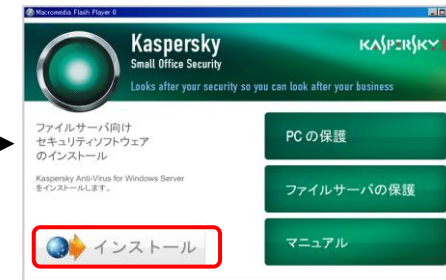 Macromedia Flash Player 8
Kaspersky
Small Office Security
KASPERSKY
Looks after your security so you can look after your business
ファイルサーバ向け
セキュリティソフトウェア
のインストール
Kaspersky Anti-Virus for Windows Server
をインストールします。
インストール
PC の保護
ファイルサーバの保護
マニュアル